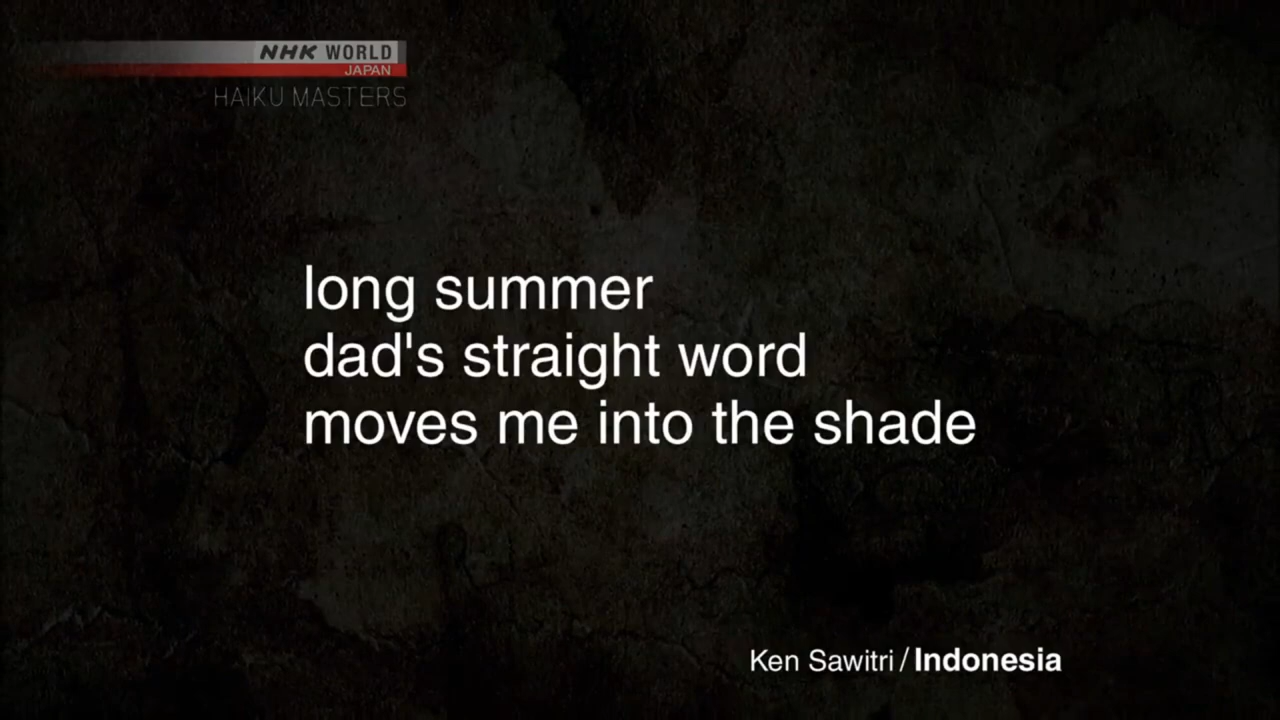 NHK WORLD
JAPAN
HAIKU MASTERS
long summer
dad's straight word
moves me into the shade
Ken Sawitri / Indonesia